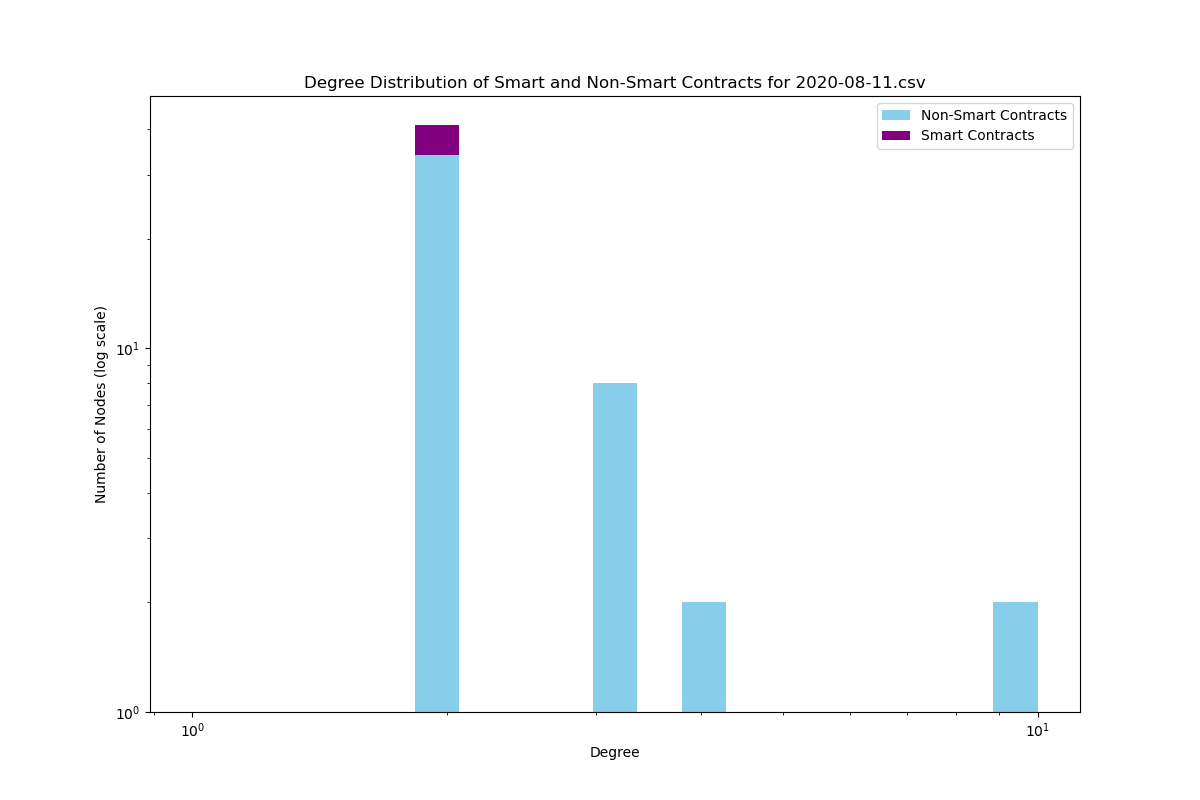 Degree Distribution of Smart and Non-Smart Contracts for 2020-08-11.csv
Non-Smart Contracts
Smart Contracts
Number of Nodes (log scale)
10¹
10⁰
10⁰
10¹
Degree